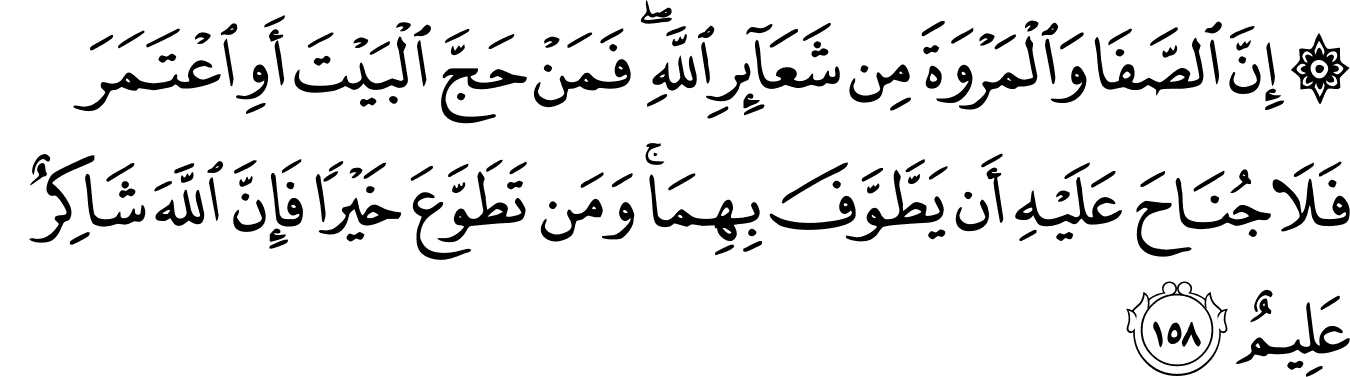 ۞ إِنَّ ٱلصَّفَا وَٱلْمَرْوَةَ مِن شَعَآئِرِ ٱللَّهِ ۖ فَمَنْ حَجَّ ٱلْبَيْتَ أَوِ ٱعْتَمَرَ
فَلَا جُنَاحَ عَلَيْهِ أَن يَطَّوَّفَ بِهِمَا ۚ وَمَن تَطَوَّعَ خَيْرًا فَإِنَّ ٱللَّهَ شَاكِرٌ
عَلِيمٌ ١٥٨